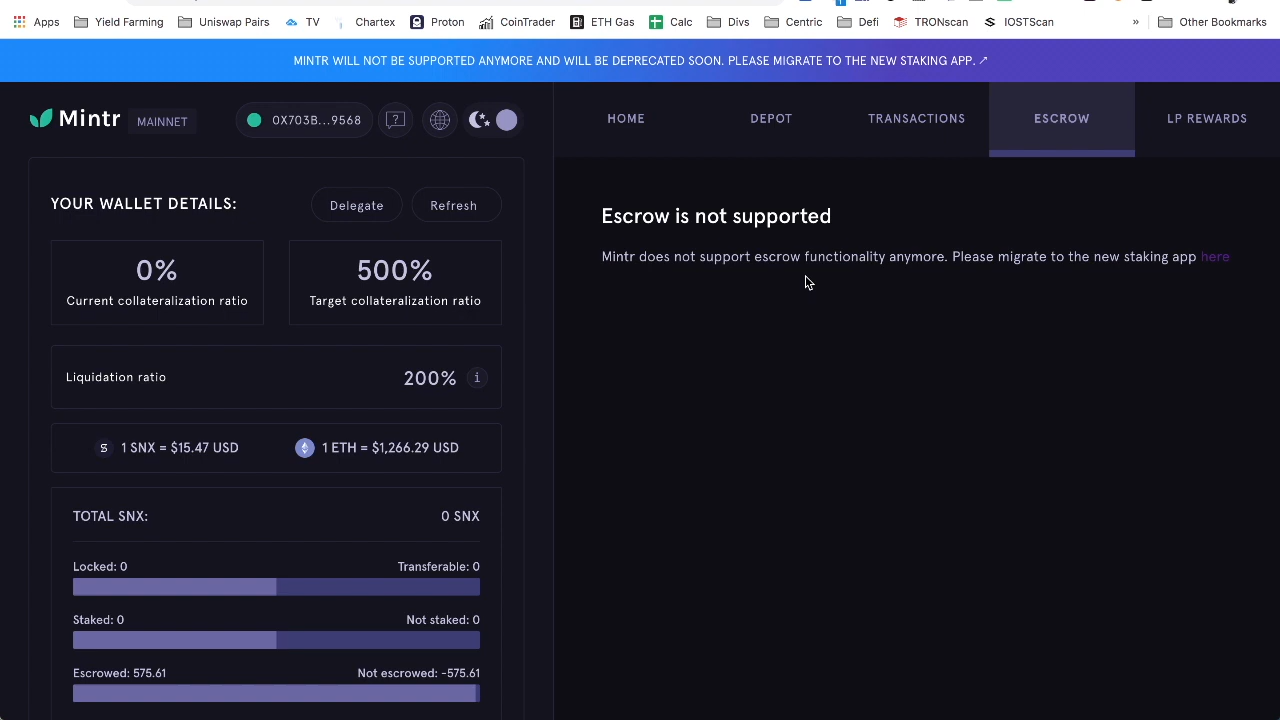 Apps Yield Farming Uniswap Pairs TV Chartex Proton CoinTrader ETH Gas Calc Divs Centric Defi TRONscan IOSTScan » Other Bookmarks
MINTR WILL NOT BE SUPPORTED ANYMORE AND WILL BE DEPRECATED SOON. PLEASE MIGRATE TO THE NEW STAKING APP. ↗
Mintr MAINNET 0X703B...9568
HOME DEPOT TRANSACTIONS ESCROW LP REWARDS
YOUR WALLET DETAILS: Delegate Refresh
0% 500%
Current collateralization ratio Target collateralization ratio
Liquidation ratio 200% i
1 SNX = $15.47 USD 1 ETH = $1,266.29 USD
TOTAL SNX: 0 SNX
Locked: 0 Transferable: 0
Staked: 0 Not staked: 0
Escrowed: 575.61 Not escrowed: -575.61
Escrow is not supported
Mintr does not support escrow functionality anymore. Please migrate to the new staking app here